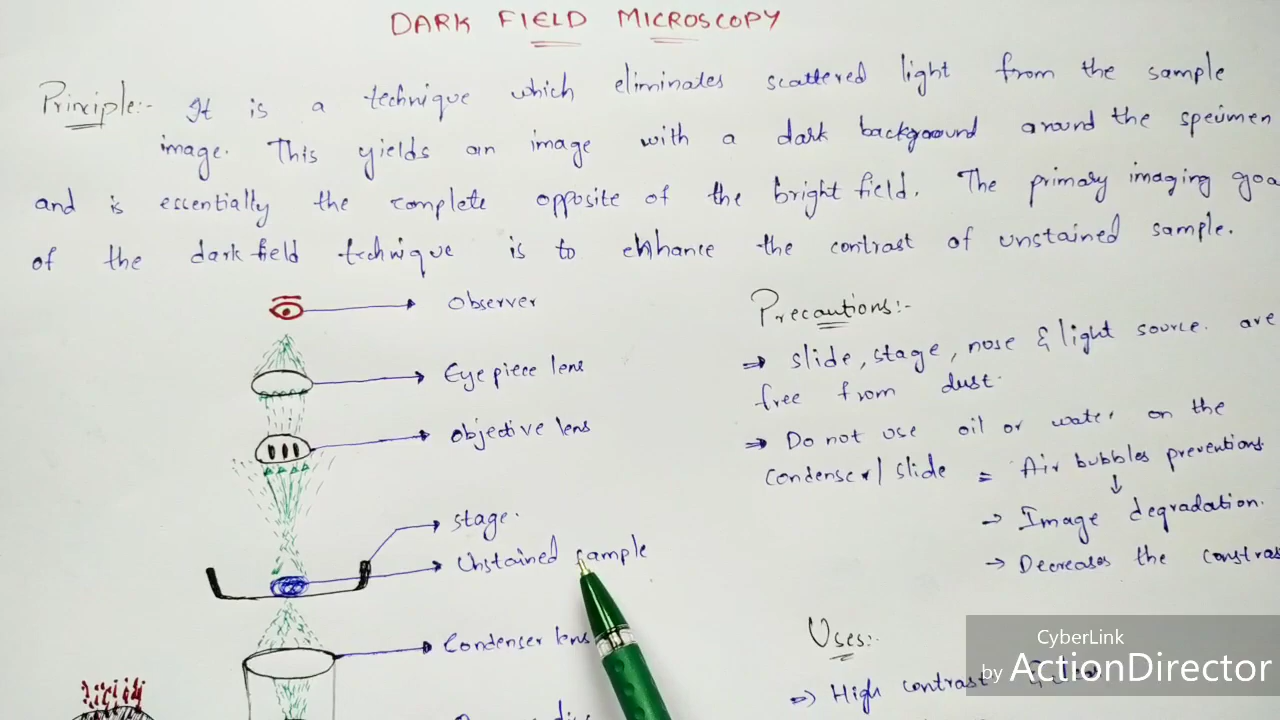 DARK FIELD MICROSCOPY
Principle:- It is a technique which eliminates scattered light from the sample
image. This yields an image with a dark background around the specimen
and is essentially the complete opposite of the bright field. The primary imaging goa
of the dark field technique is to enhance the contrast of unstained sample.
Observer
Eye piece lens
Objective lens
stage.
Unstained sample
Condenser lens
Precautions:-
⇒ slide, stage, nose & light source. are
free from dust.
⇒ Do not use oil or water on the
Condenser/ slide = Air bubbles preventions
↓
→ Image degradation.
→ Decreases the constras
Uses:-
⇒ High contrast
CyberLink
by ActionDirector